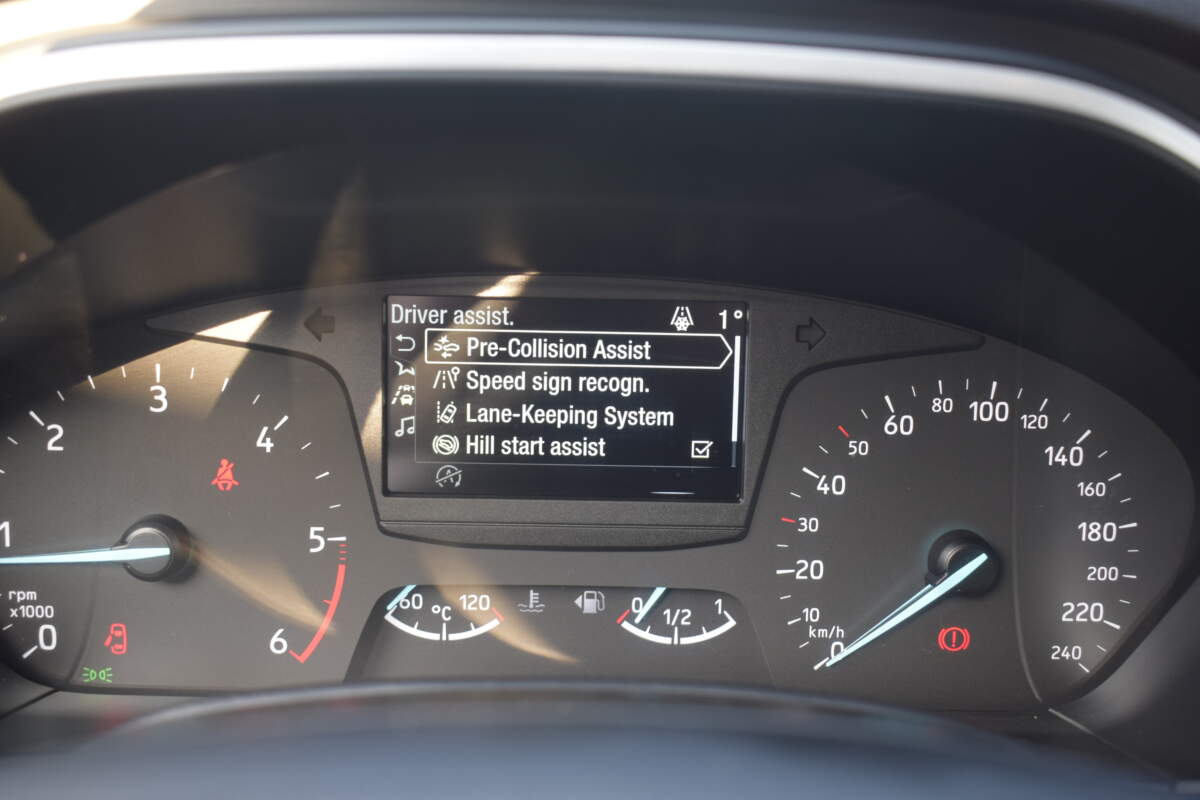 Driver assist. 1°
Pre-Collision Assist
Speed sign recogn.
Lane-Keeping System
Hill start assist
0
1
2
3
4
5
6
rpm
x1000
60 °C 120
0 1/2 1
0
10
20
30
40
50
60
80
100
120
140
160
180
200
220
240
km/h